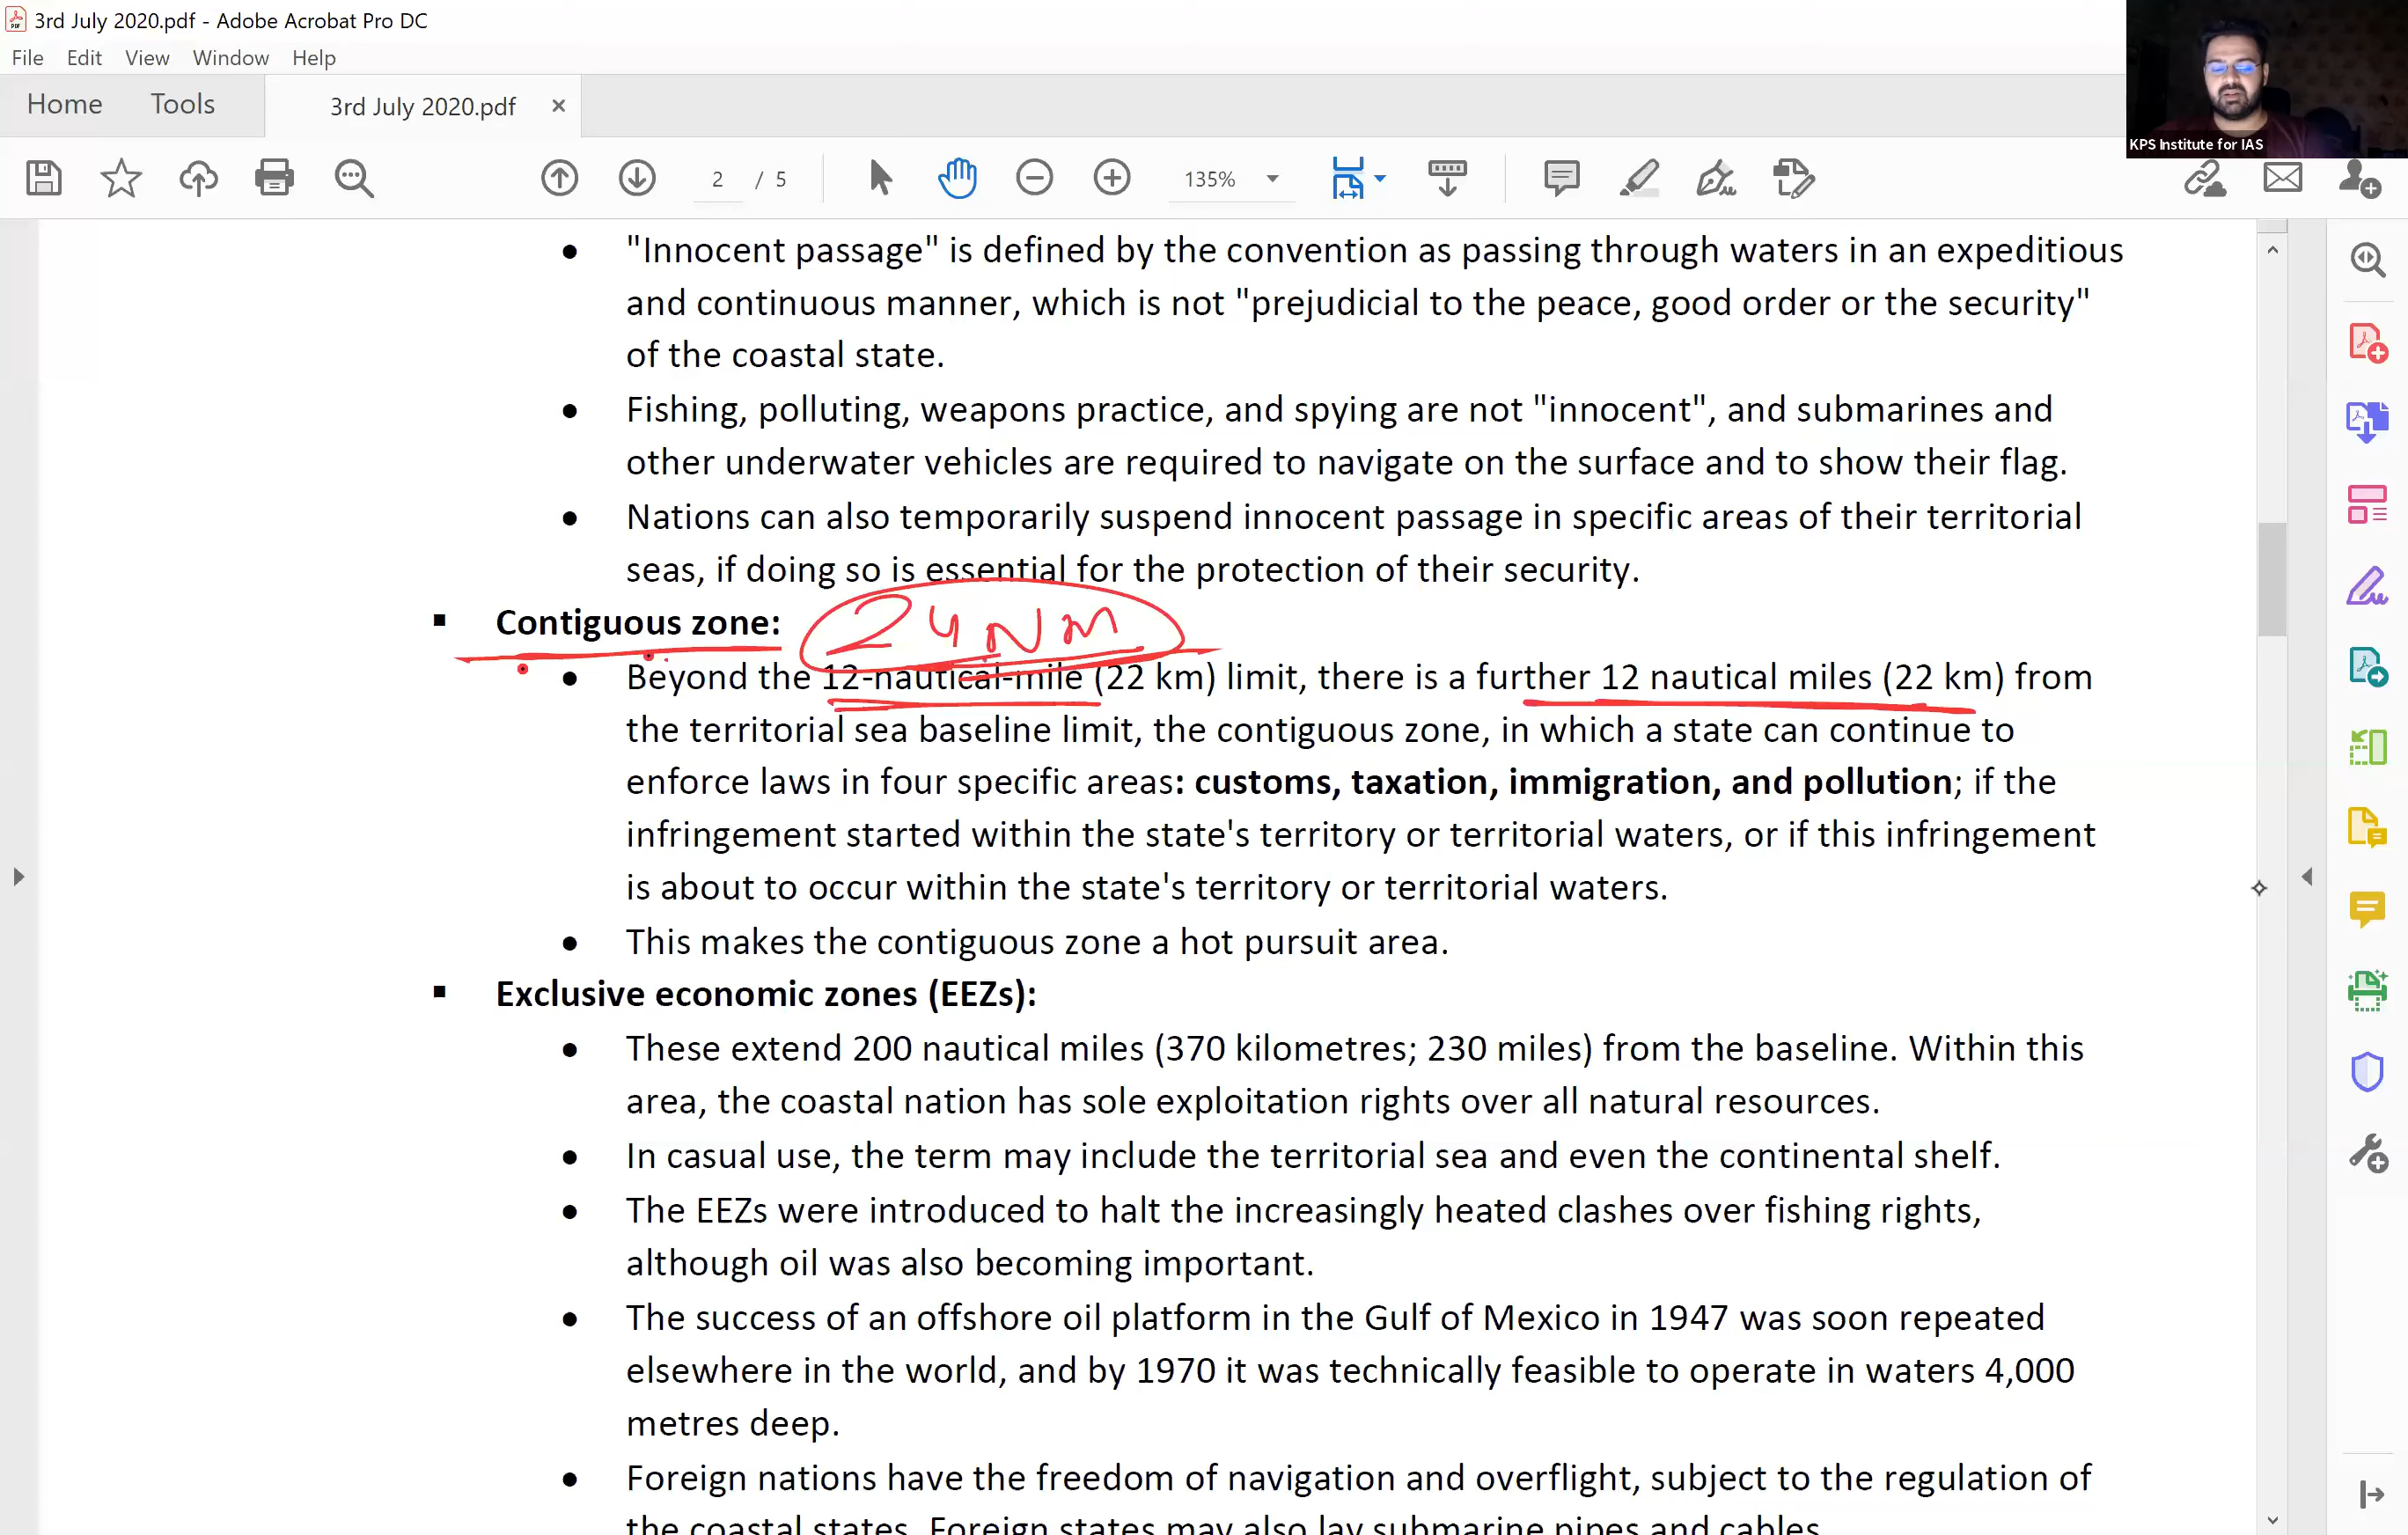 3rd July 2020.pdf - Adobe Acrobat Pro DC
File Edit View Window Help
Home Tools 3rd July 2020.pdf ×
2 / 5 135%
KPS Institute for IAS
• "Innocent passage" is defined by the convention as passing through waters in an expeditious
and continuous manner, which is not "prejudicial to the peace, good order or the security"
of the coastal state.
• Fishing, polluting, weapons practice, and spying are not "innocent", and submarines and
other underwater vehicles are required to navigate on the surface and to show their flag.
• Nations can also temporarily suspend innocent passage in specific areas of their territorial
seas, if doing so is essential for the protection of their security.
▪ Contiguous zone: 24 NM
• Beyond the 12-nautical-mile (22 km) limit, there is a further 12 nautical miles (22 km) from
the territorial sea baseline limit, the contiguous zone, in which a state can continue to
enforce laws in four specific areas: customs, taxation, immigration, and pollution; if the
infringement started within the state's territory or territorial waters, or if this infringement
is about to occur within the state's territory or territorial waters.
• This makes the contiguous zone a hot pursuit area.
▪ Exclusive economic zones (EEZs):
• These extend 200 nautical miles (370 kilometres; 230 miles) from the baseline. Within this
area, the coastal nation has sole exploitation rights over all natural resources.
• In casual use, the term may include the territorial sea and even the continental shelf.
• The EEZs were introduced to halt the increasingly heated clashes over fishing rights,
although oil was also becoming important.
• The success of an offshore oil platform in the Gulf of Mexico in 1947 was soon repeated
elsewhere in the world, and by 1970 it was technically feasible to operate in waters 4,000
metres deep.
• Foreign nations have the freedom of navigation and overflight, subject to the regulation of
the coastal states. Foreign states may also lay submarine pipes and cables.